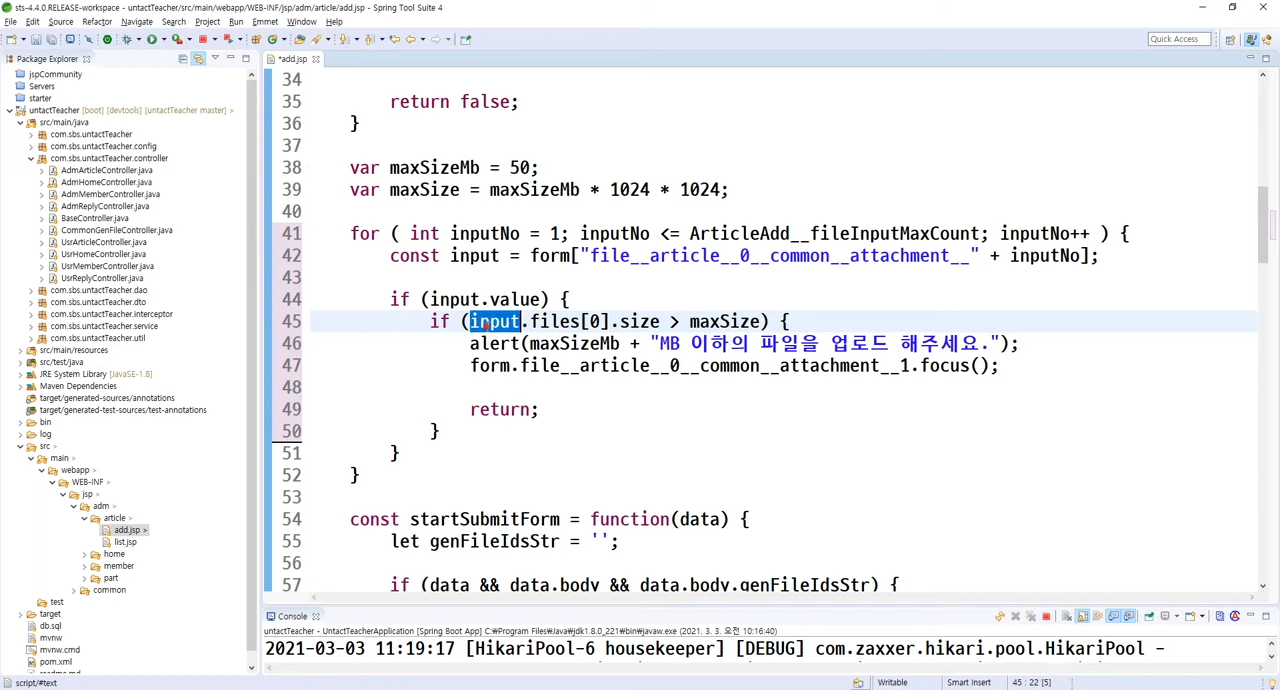 sts-4.4.0.RELEASE-workspace - untactTeacher/src/main/webapp/WEB-INF/jsp/adm/article/add.jsp - Spring Tool Suite 4
File Edit Source Refactor Navigate Search Project Run Emmet Window Help
Quick Access
Package Explorer
*add.jsp
jspCommunity
Servers
starter
untactTeacher [boot] [devtools] [untactTeacher master] >
src/main/java
com.sbs.untactTeacher
com.sbs.untactTeacher.config
com.sbs.untactTeacher.controller
AdmArticleController.java
AdmHomeController.java
AdmMemberController.java
AdmReplyController.java
BaseController.java
CommonGenFileController.java
UsrArticleController.java
UsrHomeController.java
UsrMemberController.java
UsrReplyController.java
com.sbs.untactTeacher.dao
com.sbs.untactTeacher.dto
com.sbs.untactTeacher.interceptor
com.sbs.untactTeacher.service
com.sbs.untactTeacher.util
src/main/resources
src/test/java
JRE System Library [JavaSE-1.8]
Maven Dependencies
target/generated-sources/annotations
target/generated-test-sources/test-annotations
bin
log
src >
main >
webapp >
WEB-INF >
jsp >
adm >
article >
add.jsp >
list.jsp
home
member
part
common
test
target
db.sql
mvnw
mvnw.cmd
pom.xml
34
35 return false;
36 }
37
38 var maxSizeMb = 50;
39 var maxSize = maxSizeMb * 1024 * 1024;
40
41 for ( int inputNo = 1; inputNo <= ArticleAdd__fileInputMaxCount; inputNo++ ) {
42 const input = form["file__article__0__common__attachment__" + inputNo];
43
44 if (input.value) {
45 if (input.files[0].size > maxSize) {
46 alert(maxSizeMb + "MB 이하의 파일을 업로드 해주세요.");
47 form.file__article__0__common__attachment__1.focus();
48
49 return;
50 }
51 }
52 }
53
54 const startSubmitForm = function(data) {
55 let genFileIdsStr = '';
56
57 if (data && data.body && data.body.genFileIdsStr) {
Console
untactTeacher - UntactTeacherApplication [Spring Boot App] C:\Program Files\Java\jdk1.8.0_221\bin\javaw.exe (2021. 3. 3. 오전 10:16:40)
2021-03-03 11:19:17 [HikariPool-6 housekeeper] [DEBUG] com.zaxxer.hikari.pool.HikariPool -
script/#text
Writable
Smart Insert
45 : 22 [5]